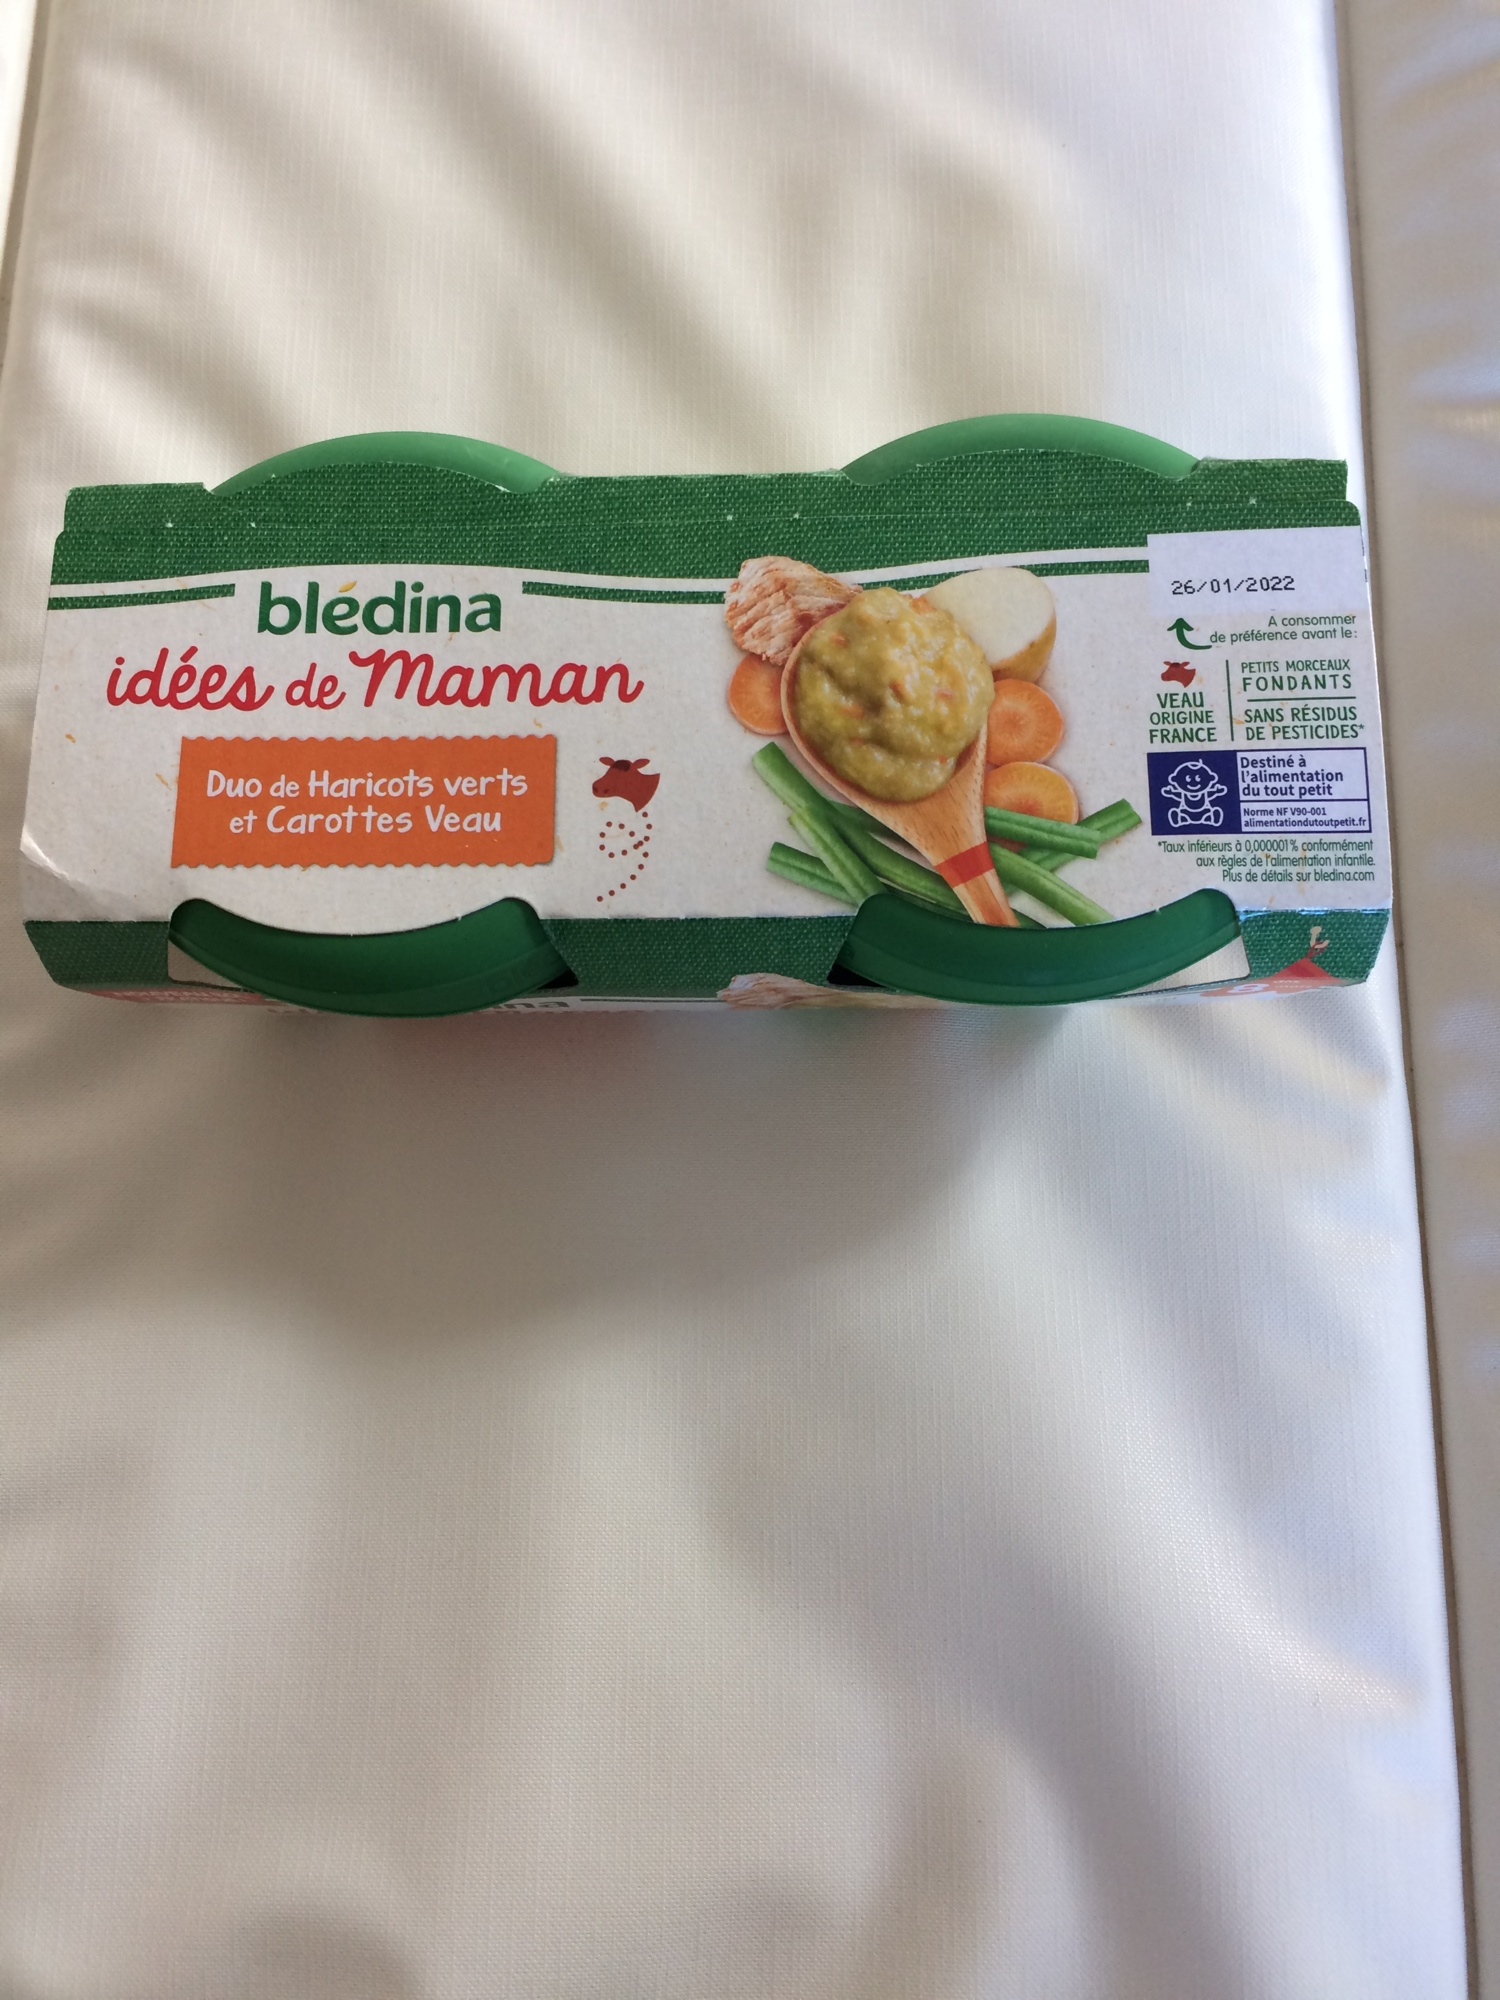 blédina
idées de Maman
Duo de Haricots verts
et Carottes Veau
26/01/2022
A consommer
de préférence avant le:
VEAU
ORIGINE
FRANCE
PETITS MORCEAUX
FONDANTS
SANS RÉSIDUS
DE PESTICIDES*
Destiné à
l'alimentation
du tout petit
Norme NF V90-001
alimentationdutoutpetit.fr
*Taux inférieurs à 0,000001% conformément
aux règles de l'alimentation infantile.
Plus de détails sur bledina.com